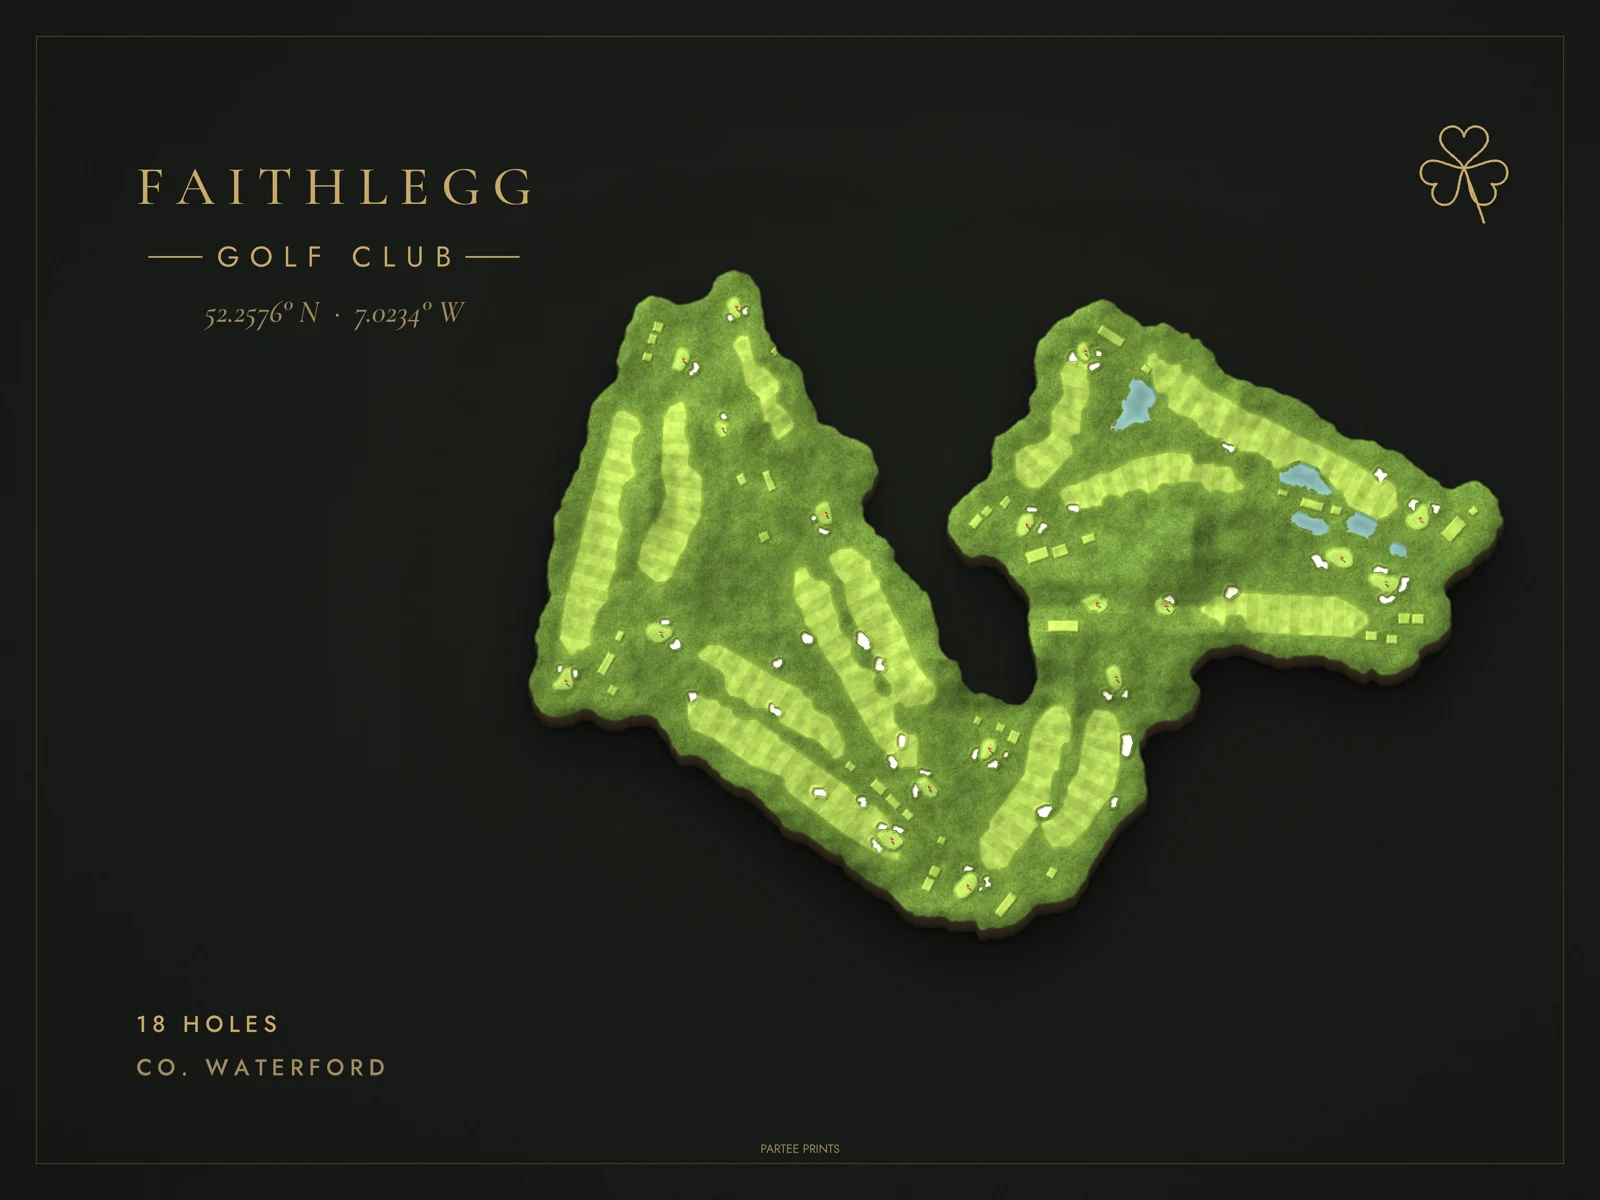 FAITHLEGG
GOLF CLUB
52.2576° N · 7.0234° W
18 HOLES
CO. WATERFORD
PARTEE PRINTS